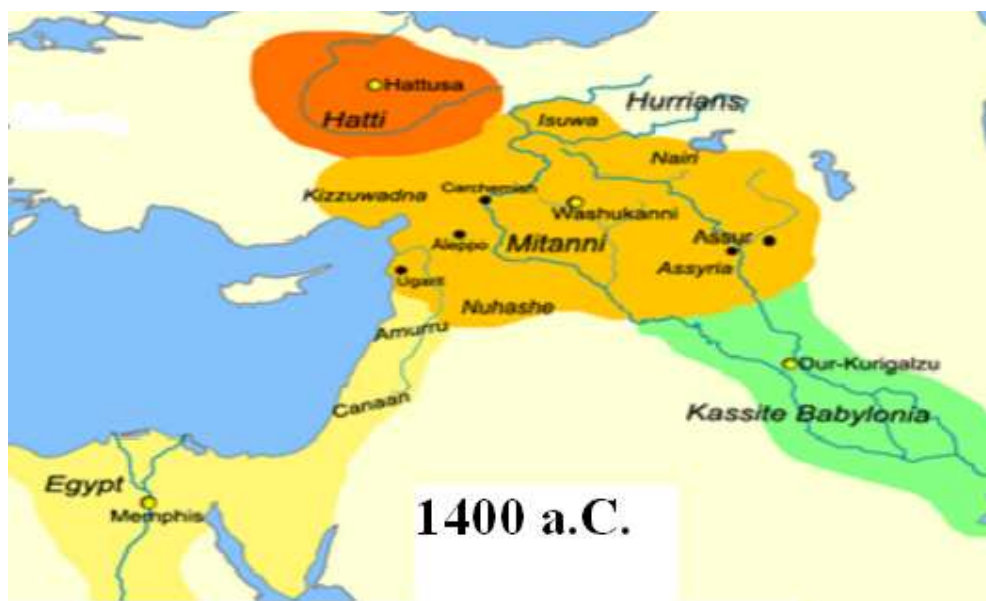 Hattusa
Hatti
Hurrians
Isuwa
Nairi
Kizzuwadna
Carchemish
Washukanni
Aleppo
Mitanni
Assur
Ugarit
Assyria
Nuhashe
Amurru
Dur-Kurigalzu
Canaan
Kassite Babylonia
Egypt
Memphis
1400 a.C.